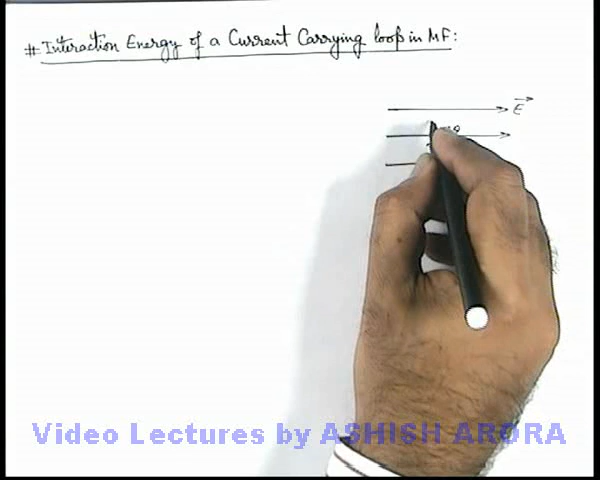 # Interaction Energy of a Current Carrying loop in MF:
E
Video Lectures by ASHISH ARORA